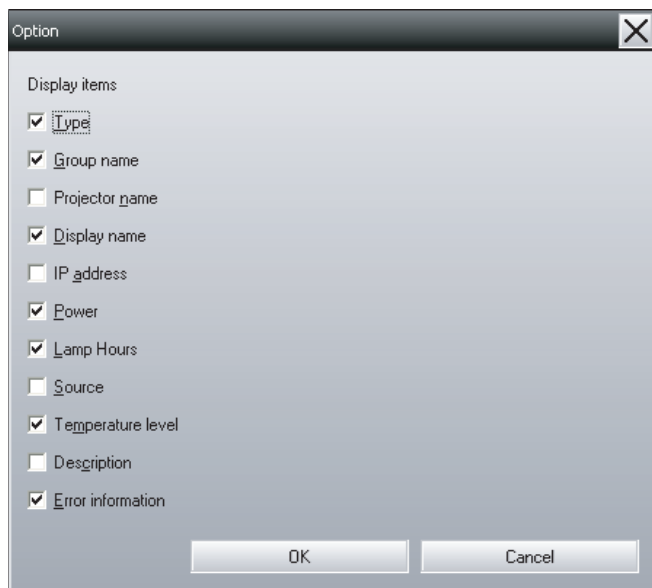 Option
Display items
Type
Group name
Projector name
Display name
IP address
Power
Lamp Hours
Source
Temperature level
Description
Error information
OK
Cancel